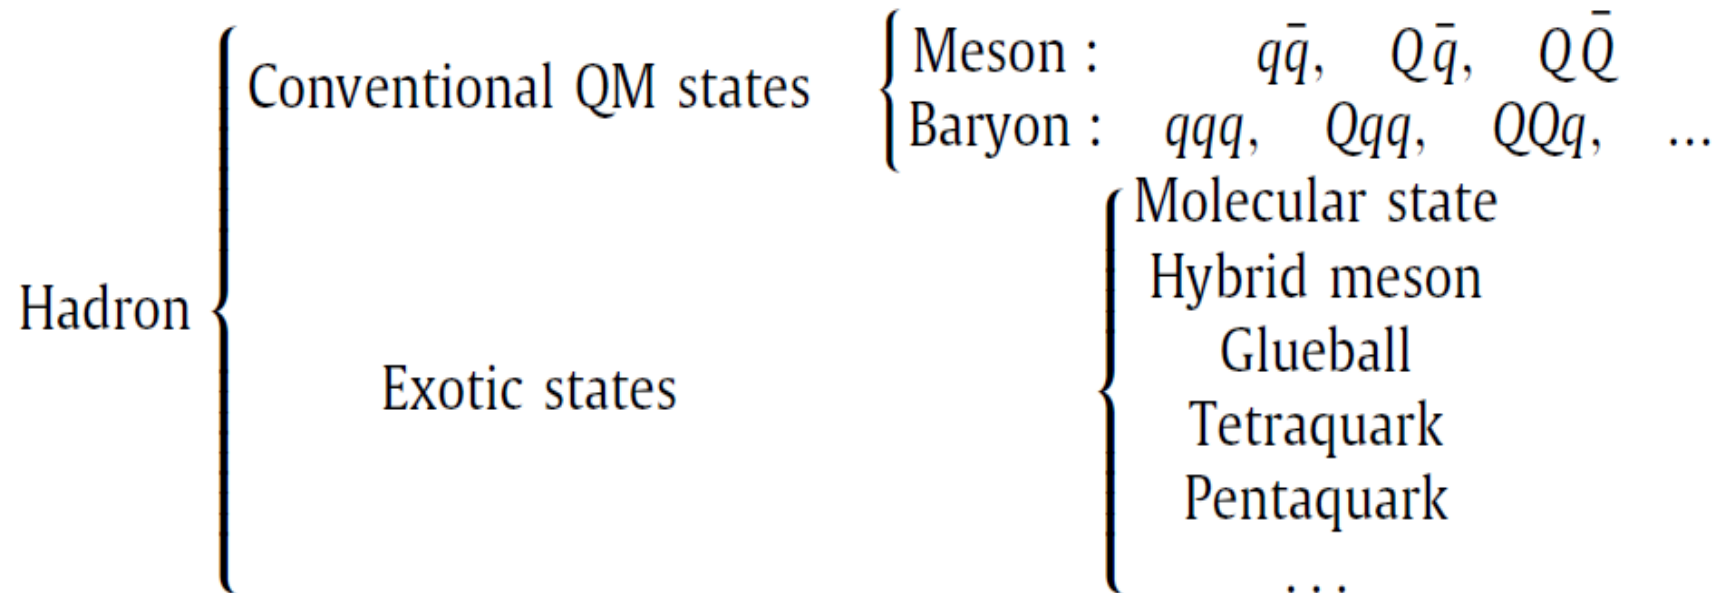 Hadron
Conventional QM states
Meson : qq̄, Qq̄, QQ̄
Baryon : qqq, Qqq, QQq, ...
Exotic states
Molecular state
Hybrid meson
Glueball
Tetraquark
Pentaquark
...